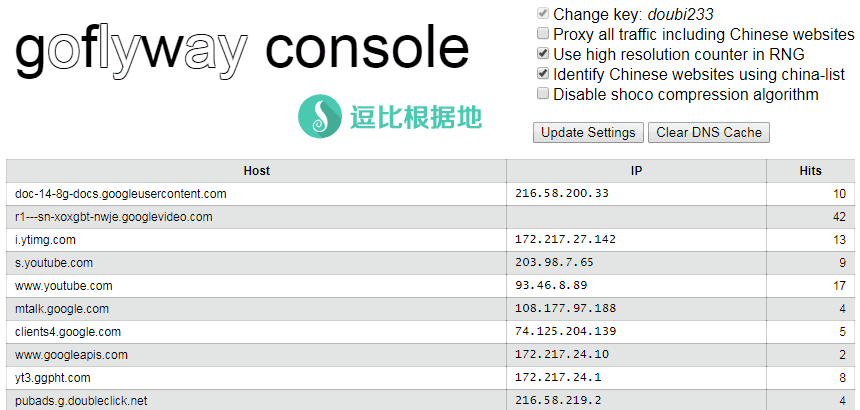 goflyway console
逗比根据地
Change key: doubi233
Proxy all traffic including Chinese websites
Use high resolution counter in RNG
Identify Chinese websites using china-list
Disable shoco compression algorithm
Update Settings Clear DNS Cache
Host IP Hits
doc-14-8g-docs.googleusercontent.com 216.58.200.33 10
r1---sn-xoxgbt-nwje.googlevideo.com 42
i.ytimg.com 172.217.27.142 13
s.youtube.com 203.98.7.65 9
www.youtube.com 93.46.8.89 17
mtalk.google.com 108.177.97.188 4
clients4.google.com 74.125.204.139 5
www.googleapis.com 172.217.24.10 2
yt3.ggpht.com 172.217.24.1 8
pubads.g.doubleclick.net 216.58.219.2 4